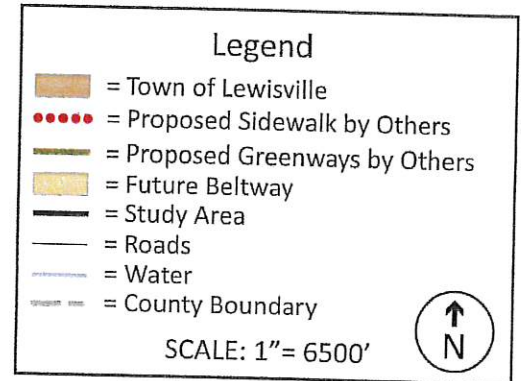 Legend
= Town of Lewisville
= Proposed Sidewalk by Others
= Proposed Greenways by Others
= Future Beltway
= Study Area
= Roads
= Water
= County Boundary
SCALE: 1"= 6500'
N